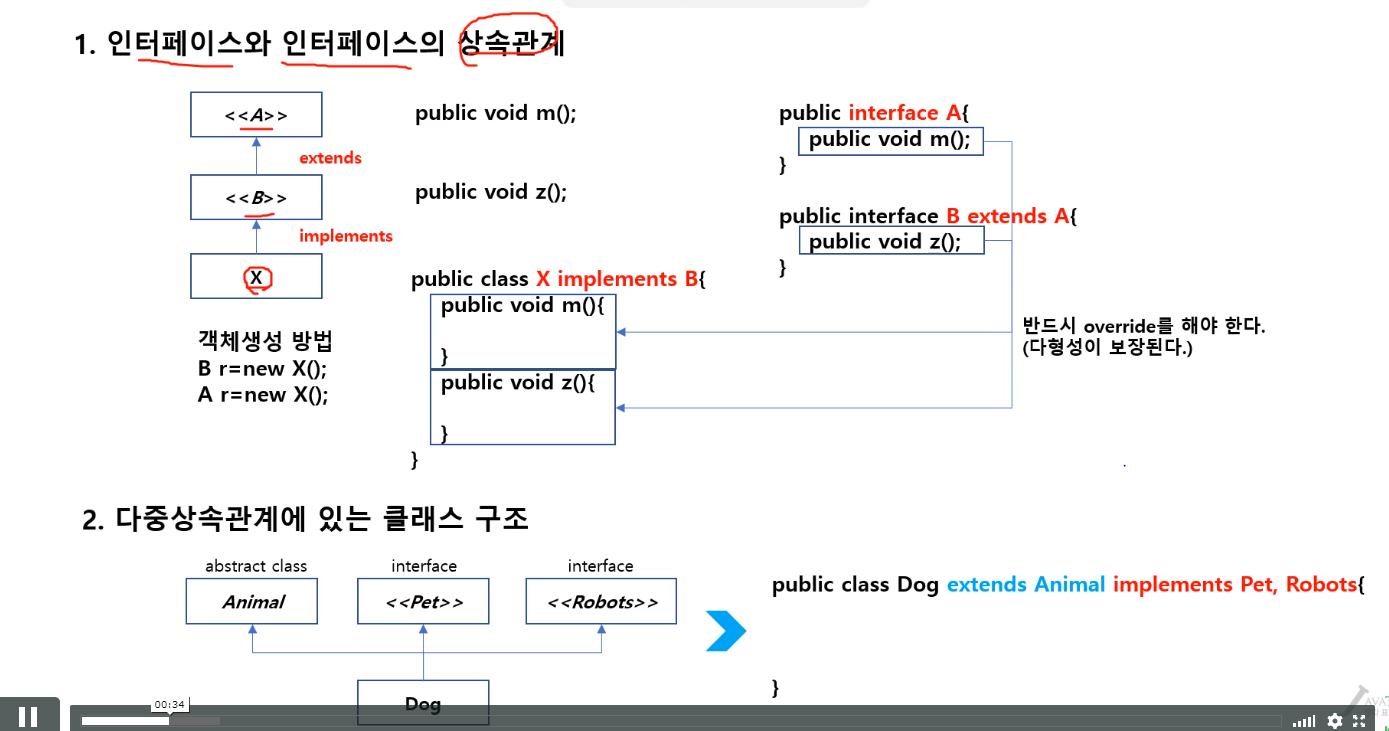 1. 인터페이스와 인터페이스의 상속관계
<<A>>
extends
<<B>>
implements
X
객체생성 방법
B r=new X();
A r=new X();
public void m();
public void z();
public class X implements B{
public void m(){
}
public void z(){
}
}
public interface A{
public void m();
}
public interface B extends A{
public void z();
}
반드시 override를 해야 한다.
(다형성이 보장된다.)
2. 다중상속관계에 있는 클래스 구조
abstract class
Animal
interface
<<Pet>>
interface
<<Robots>>
Dog
public class Dog extends Animal implements Pet, Robots{
}
00:34